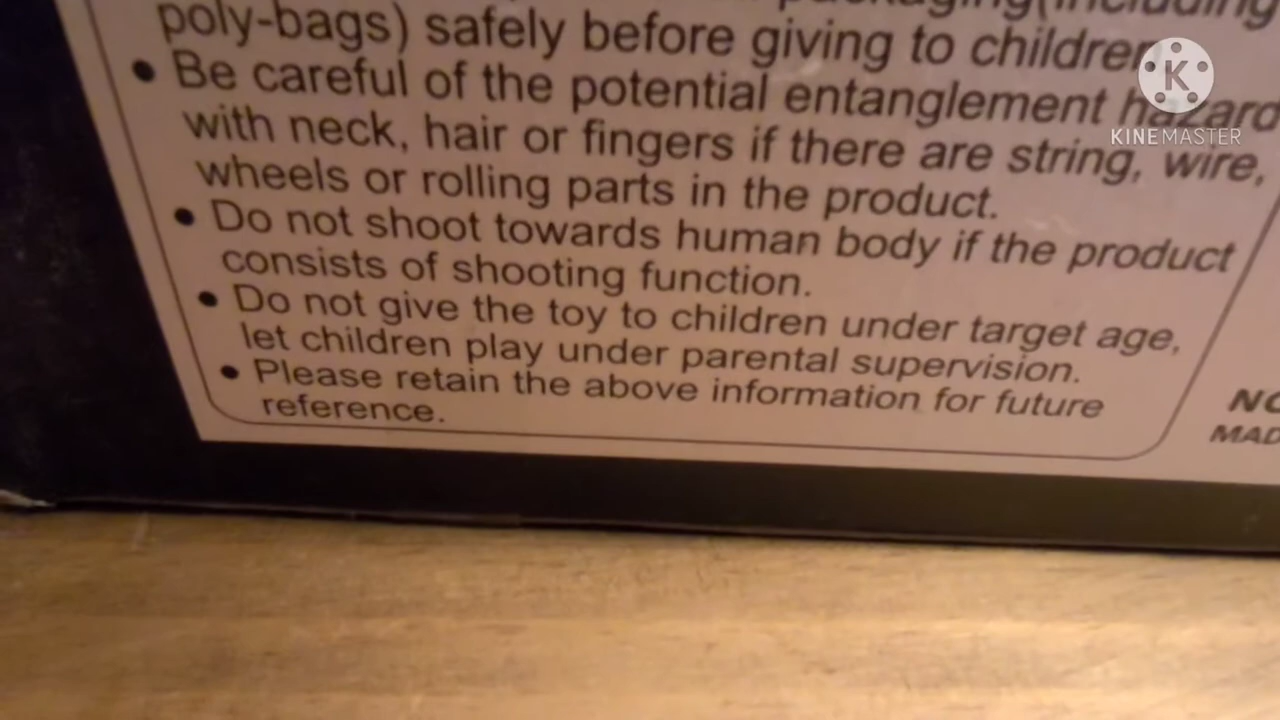 packaging(including
poly-bags) safely before giving to children
• Be careful of the potential entanglement hazard
with neck, hair or fingers if there are string, wire,
wheels or rolling parts in the product.
• Do not shoot towards human body if the product
consists of shooting function.
• Do not give the toy to children under target age,
let children play under parental supervision.
• Please retain the above information for future
reference.
K
KINEMASTER